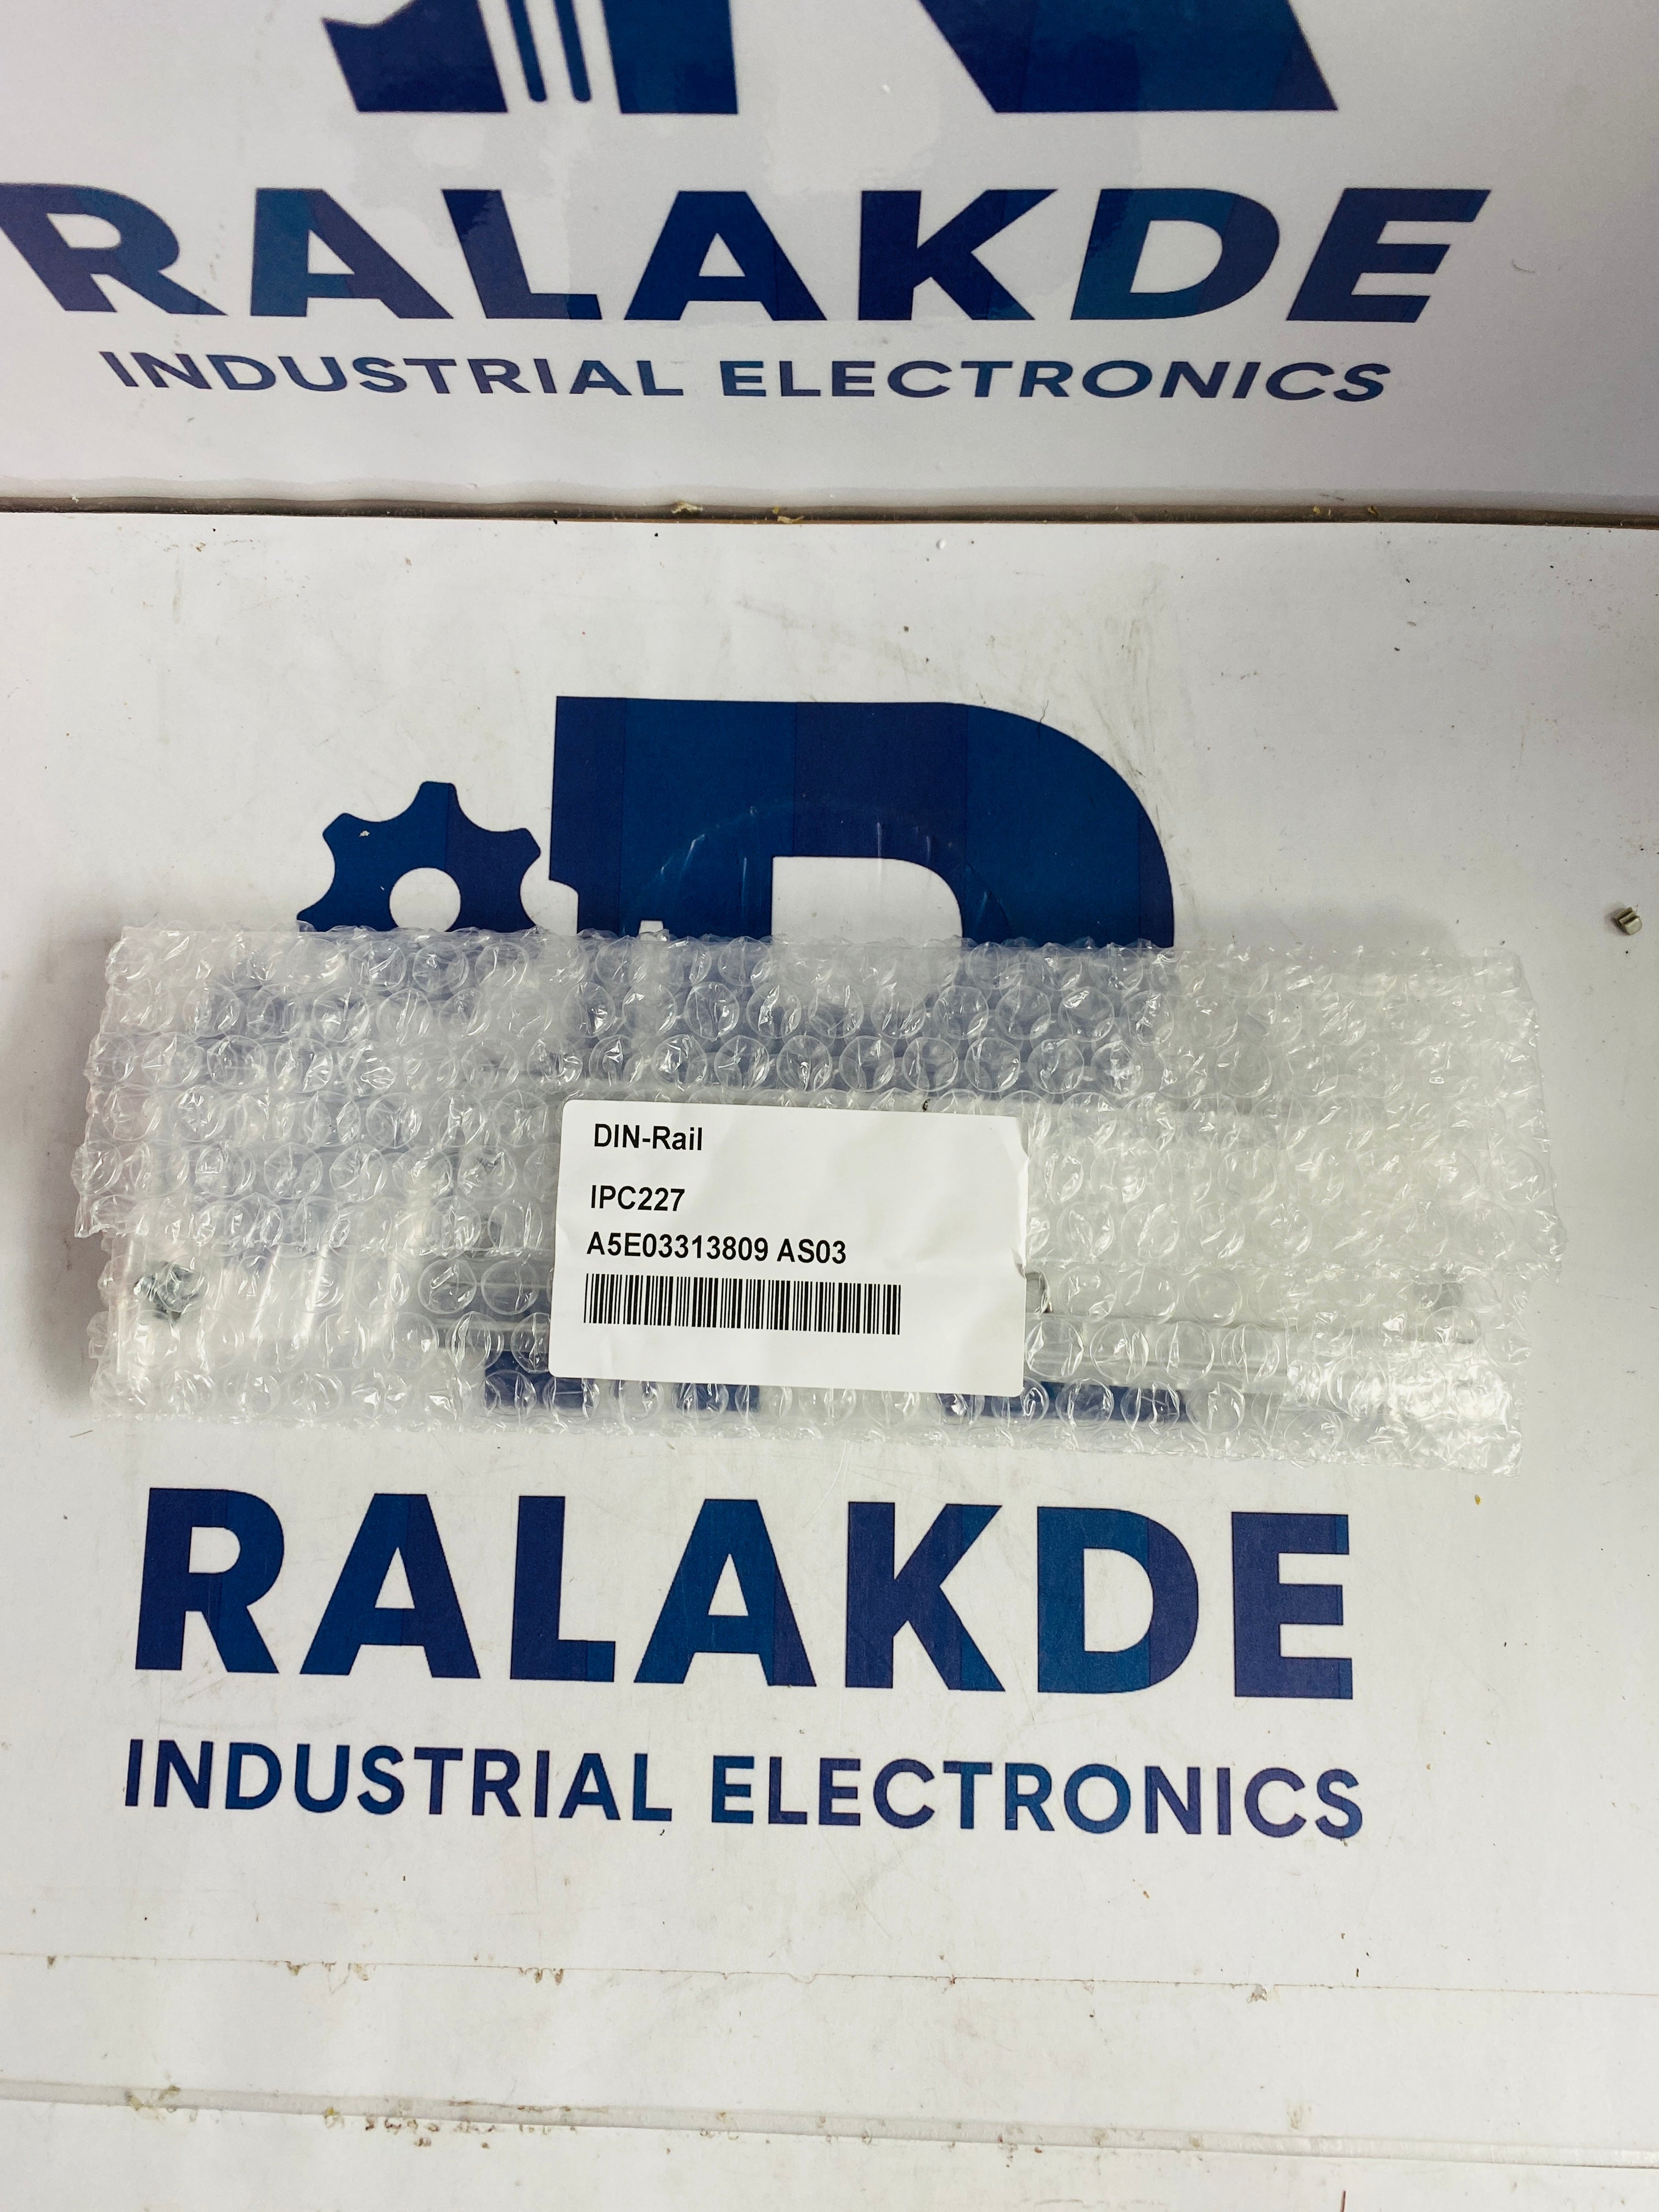 RALAKDE
INDUSTRIAL ELECTRONICS
DIN-Rail
IPC227
A5E03313809 AS03
RALAKDE
INDUSTRIAL ELECTRONICS